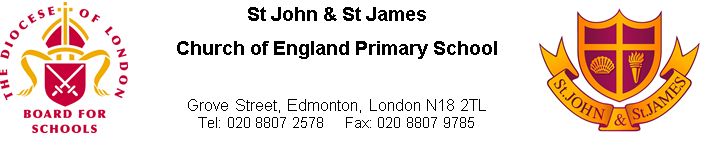 THE DIOCESE OF LONDON
BOARD FOR
SCHOOLS
St John & St James
Church of England Primary School
Grove Street, Edmonton, London N18 2TL
Tel: 020 8807 2578 Fax: 020 8807 9785
St. JOHN & St. JAMES